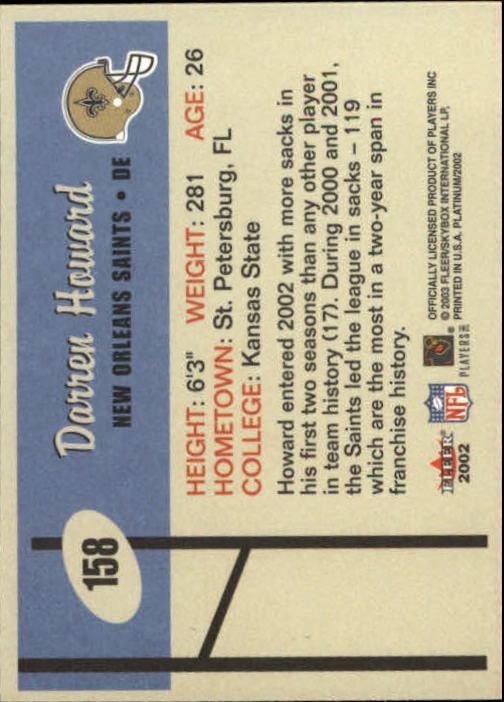 158
Darren Howard
NEW ORLEANS SAINTS • DE
HEIGHT: 6'3" WEIGHT: 281 AGE: 26
HOMETOWN: St. Petersburg, FL
COLLEGE: Kansas State
Howard entered 2002 with more sacks in
his first two seasons than any other player
in team history (17). During 2000 and 2001,
the Saints led the league in sacks – 119
which are the most in a two-year span in
franchise history.
FLEER
2002
NFL
PLAYERS INC
OFFICIALLY LICENSED PRODUCT OF PLAYERS INC
© 2003 FLEER/SKYBOX INTERNATIONAL LP,
PRINTED IN U.S.A. PLATINUM/2002